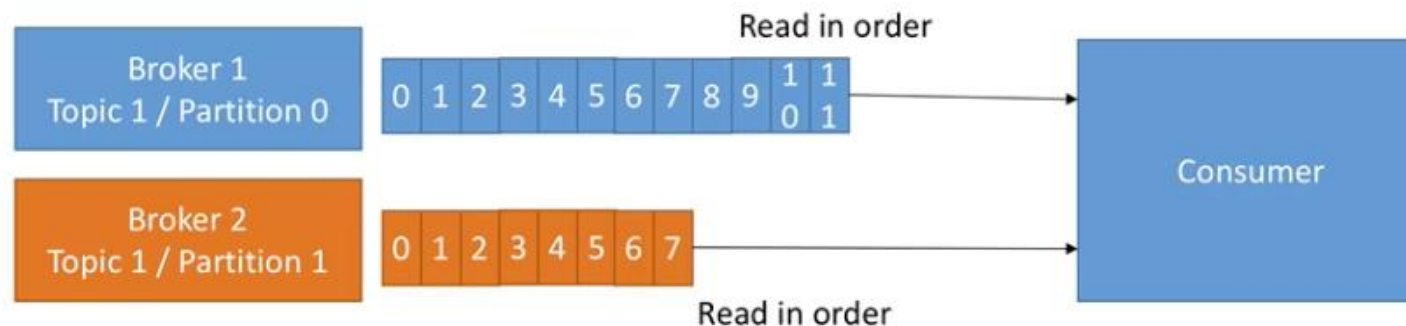 Read in order
Broker 1
Topic 1 / Partition 0
0 1 2 3 4 5 6 7 8 9 10 11
Consumer
Broker 2
Topic 1 / Partition 1
0 1 2 3 4 5 6 7
Read in order